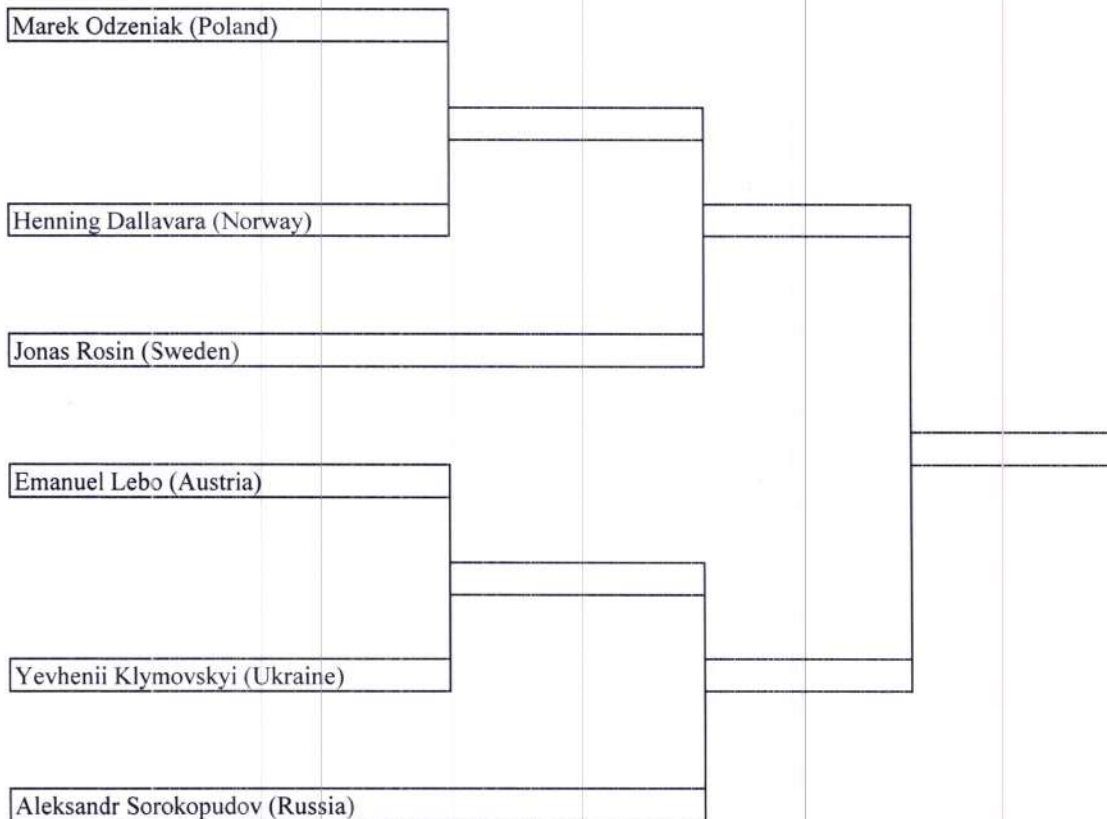 Marek Odzeniak (Poland)
Henning Dallavara (Norway)
Jonas Rosin (Sweden)
Emanuel Lebo (Austria)
Yevhenii Klymovskyi (Ukraine)
Aleksandr Sorokopudov (Russia)